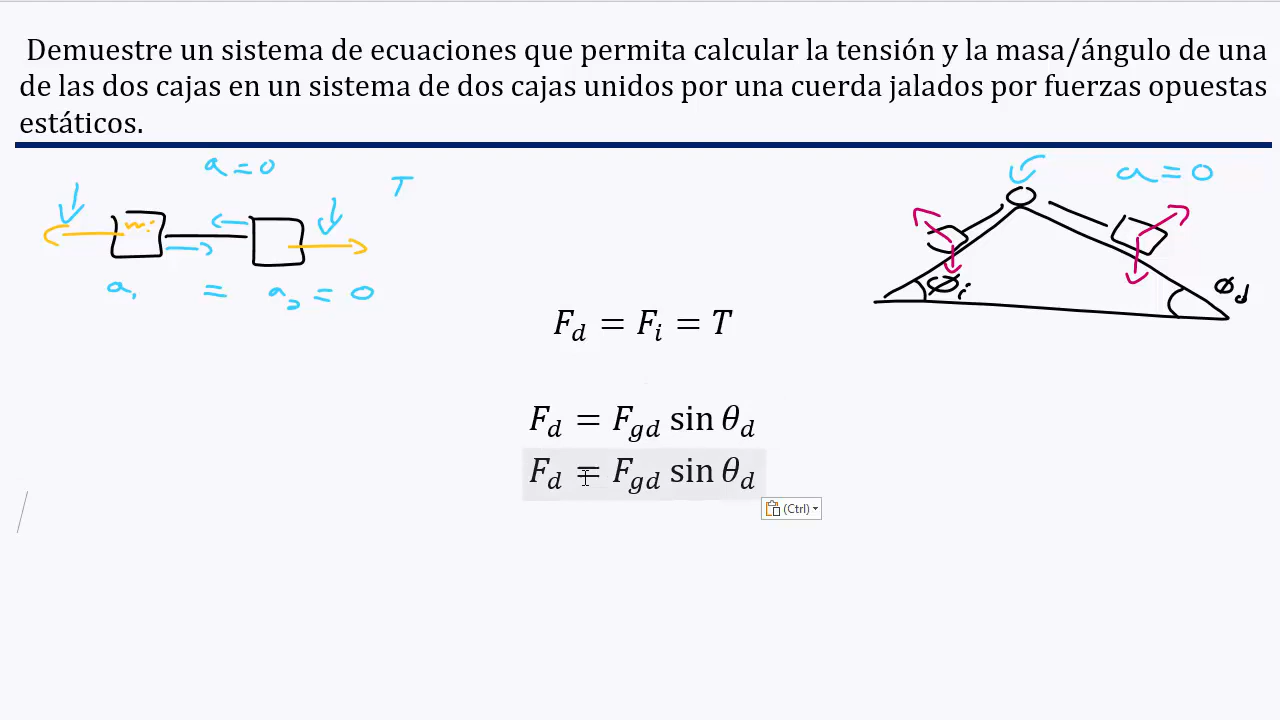 Demuestre un sistema de ecuaciones que permita calcular la tensión y la masa/ángulo de una
de las dos cajas en un sistema de dos cajas unidos por una cuerda jalados por fuerzas opuestas
estáticos.
a = 0
T
a = 0
m i
a₁ = a₂ = 0
Øᵢ
Ø_d
F_d = F_i = T
F_d = F_gd sin θ_d
F_d = F_gd sin θ_d
(Ctrl)